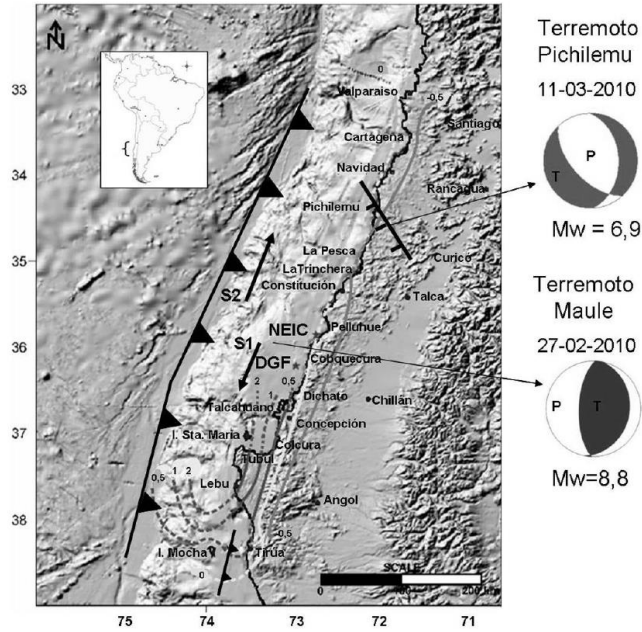 N
33
34
35
36
37
38
75
74
73
72
71
0
Valparaiso
-0,5
Santiago
Cartagena
Navidad
Rancagua
Pichilemu
Curicó
La Pesca
LaTrinchera
Constitución
Talca
S2
NEIC
Pelluhue
S1
Cobquecura
DGF
2
1
0,5
Dichato
Chillán
Talcahuano
Concepción
I. Sta. María
Colcura
Tubul
0,5
1
2
Lebu
Angol
0,5
I. Mocha
Tirúa
0
SCALE
0
200 km
Terremoto
Pichilemu
11-03-2010
P
T
Mw = 6,9
Terremoto
Maule
27-02-2010
P
T
Mw=8,8